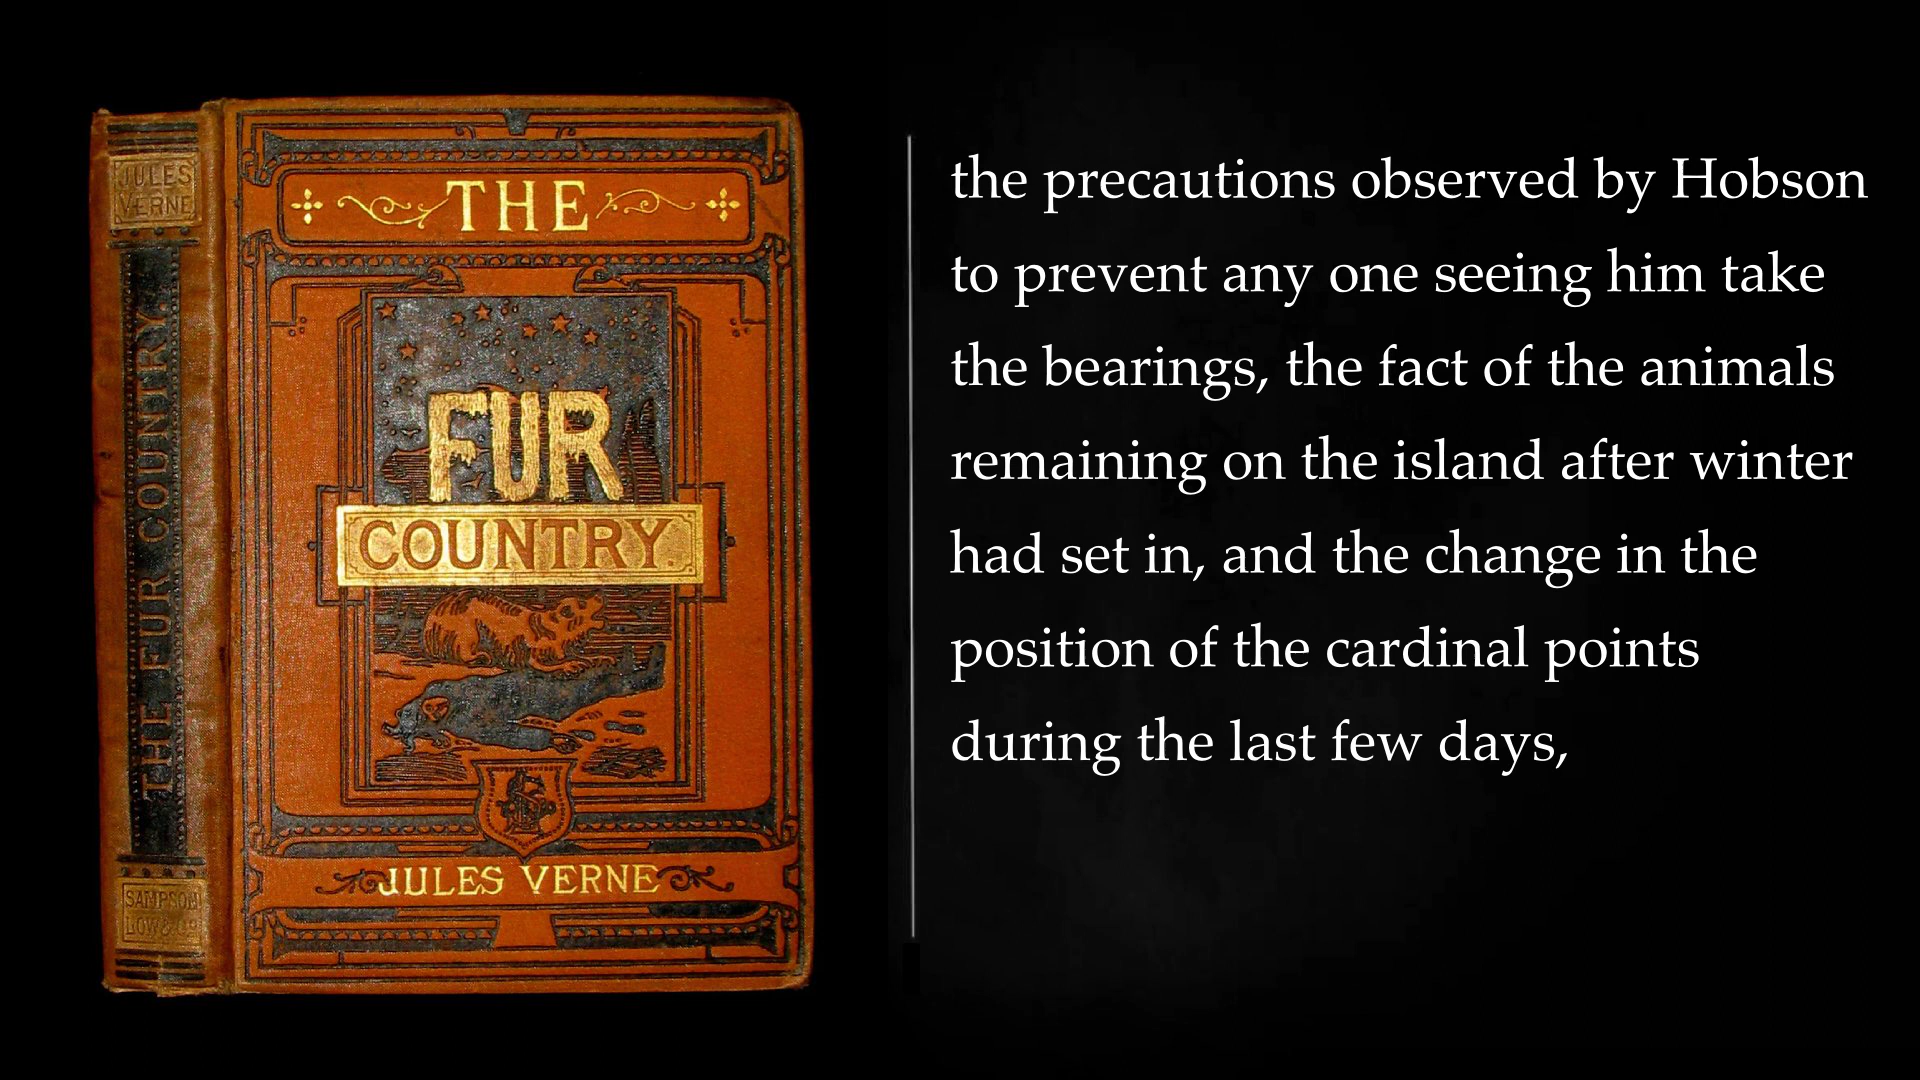 JULES
VERNE
THE FUR COUNTRY.
SAMPSON
LOW & Co
THE
FUR
COUNTRY.
JULES VERNE
the precautions observed by Hobson
to prevent any one seeing him take
the bearings, the fact of the animals
remaining on the island after winter
had set in, and the change in the
position of the cardinal points
during the last few days,